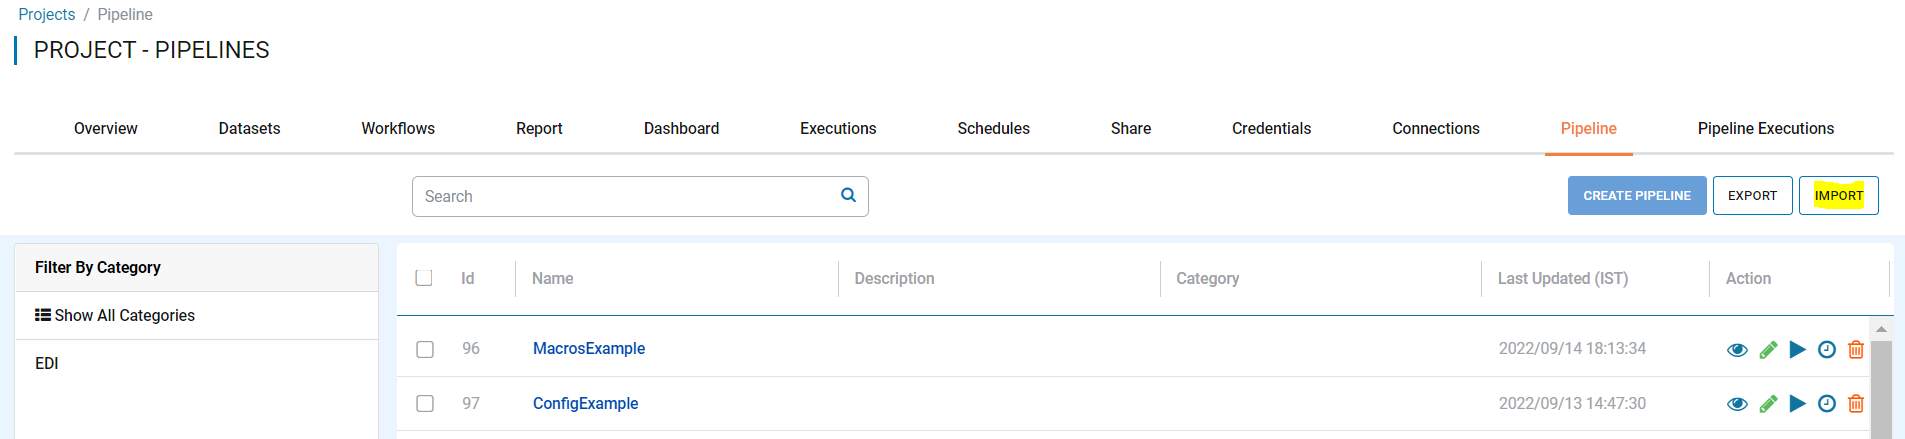 Projects / Pipeline
PROJECT - PIPELINES
Overview Datasets Workflows Report Dashboard Executions Schedules Share Credentials Connections Pipeline Pipeline Executions
Search CREATE PIPELINE EXPORT IMPORT
Filter By Category
Show All Categories
EDI
Id Name Description Category Last Updated (IST) Action
96 MacrosExample 2022/09/14 18:13:34
97 ConfigExample 2022/09/13 14:47:30